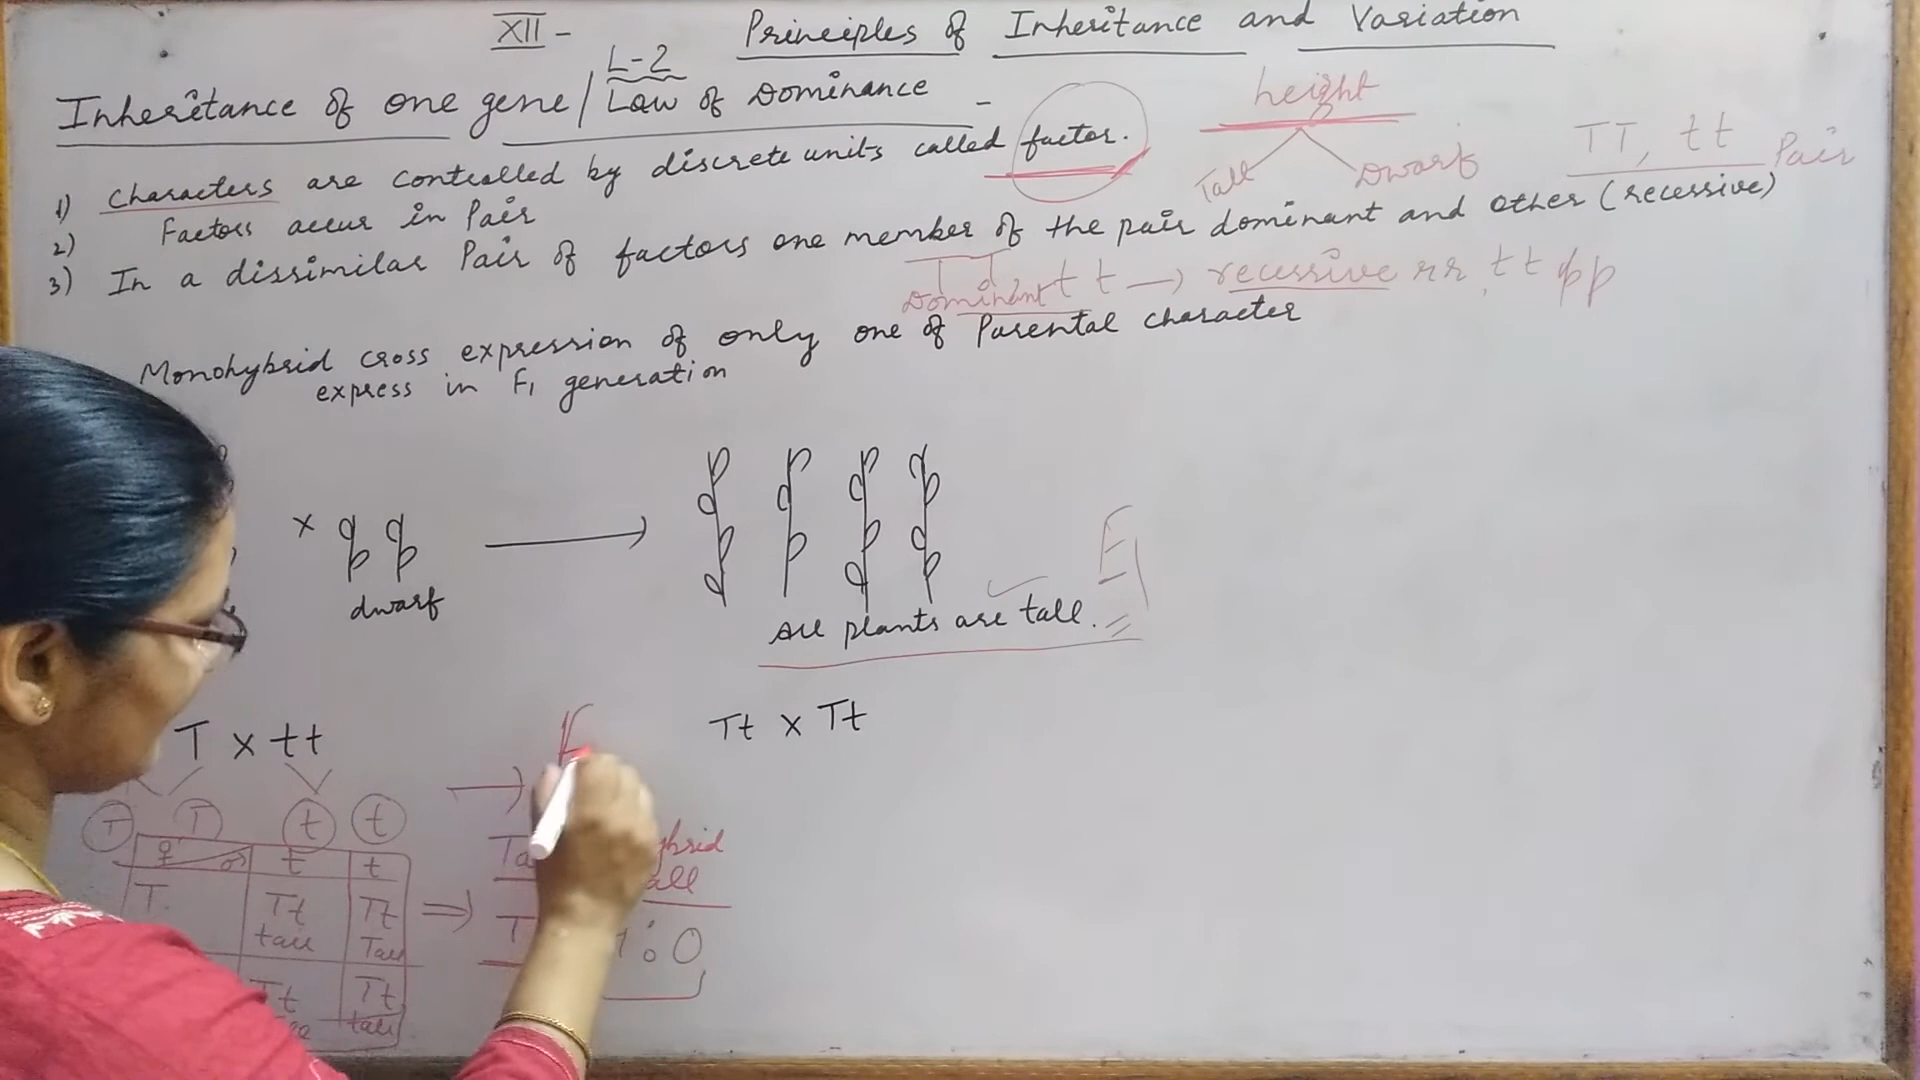 XII - Principles of Inheritance and Variation
L-2
Inheritance of one gene / Law of Dominance -
height
Tall Dwarf
TT, tt Pair
1) Characters are controlled by discrete units called factor.
2) Factors occur in Pair
3) In a dissimilar Pair of factors one member of the pair dominant and other (recessive)
TT
Dominant tt → recessive rr, tt pp
Monohybrid cross expression of only one of Parental character
express in F1 generation
x
dwarf
All plants are tall.
T x tt
Tt x Tt
T T t t
♀ ♂ t t
T Tt Tt
tall Tall
Tt Tt
tall
1:0